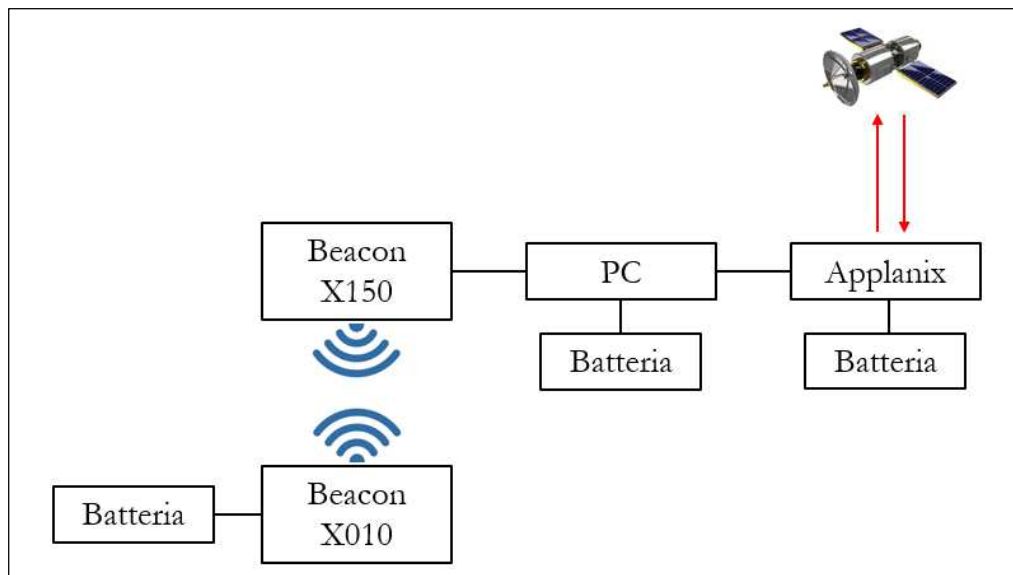 Beacon
X150
PC
Applanix
Batteria
Batteria
Batteria
Beacon
X010